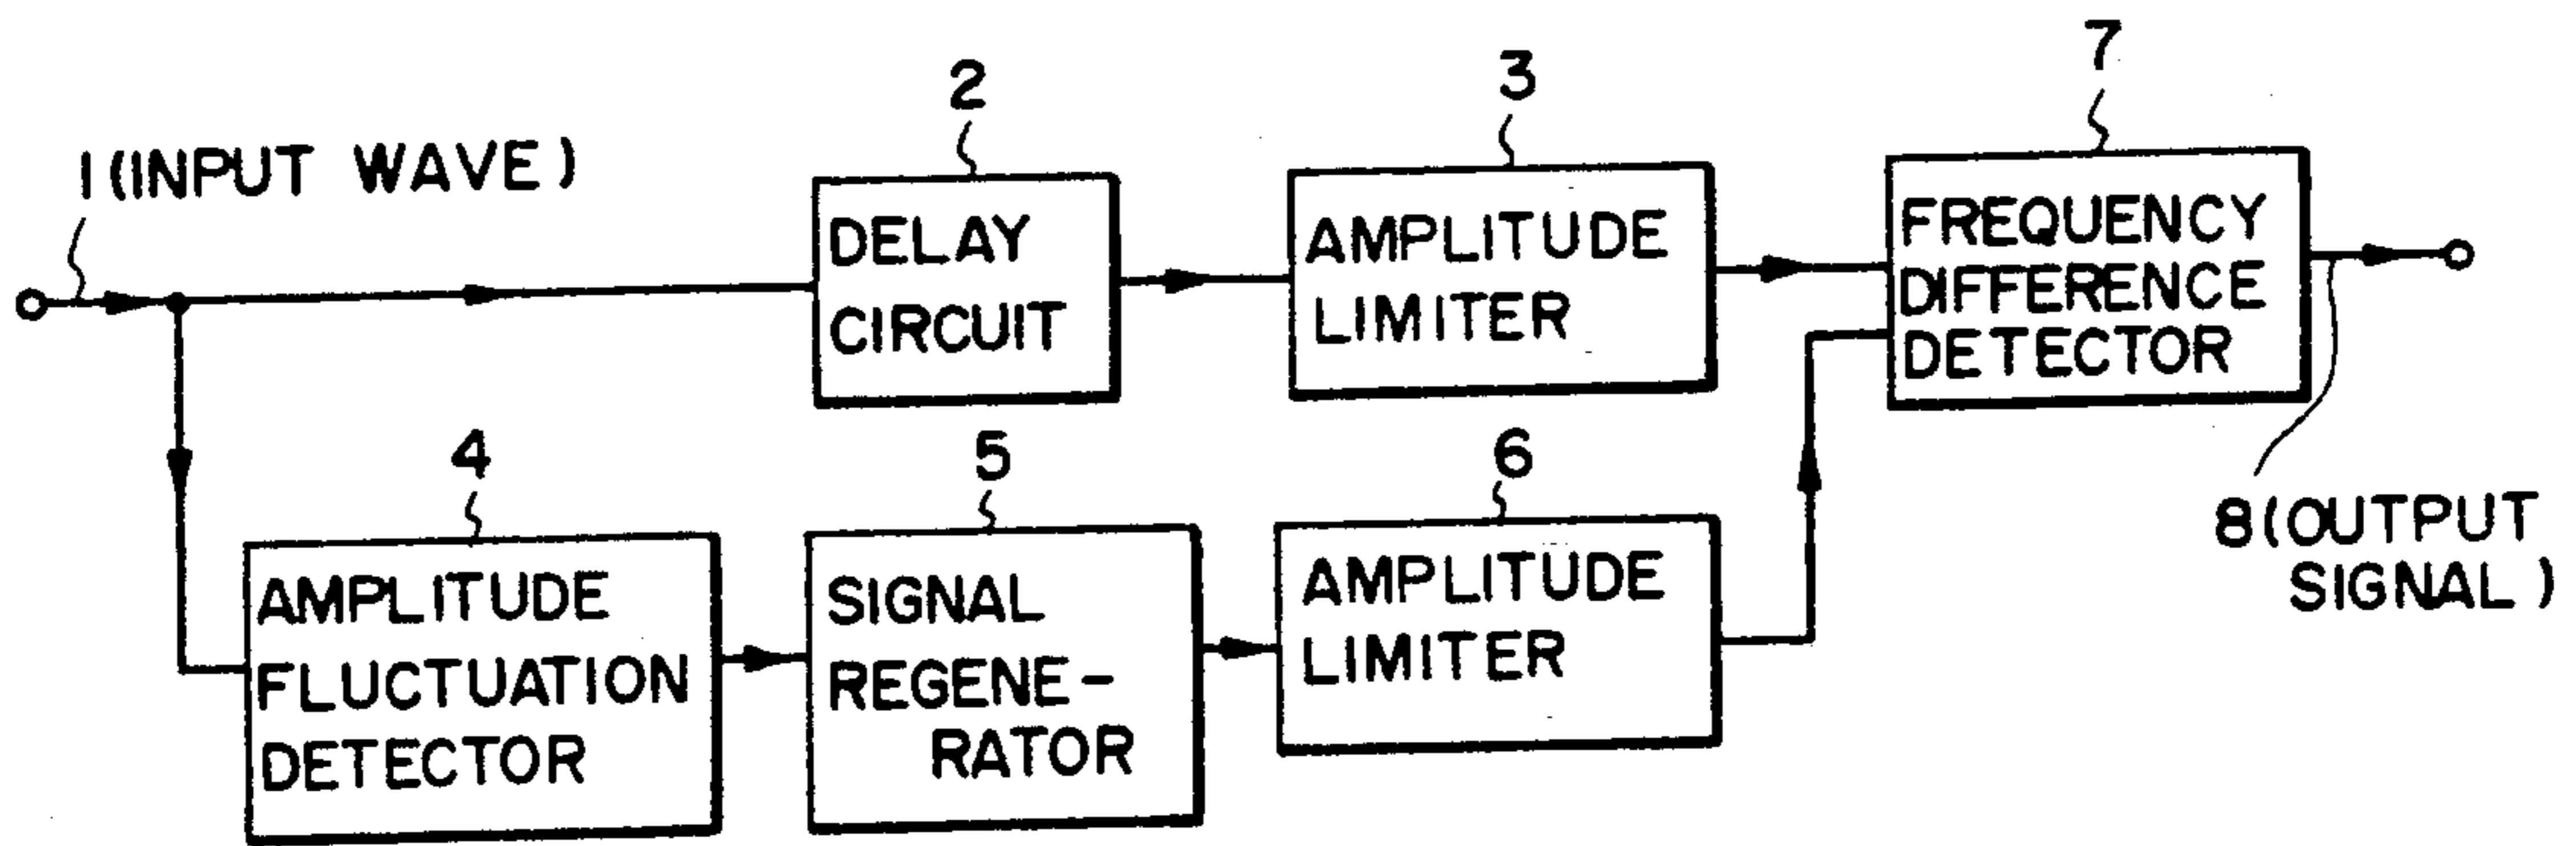 1 (INPUT WAVE)
2
DELAY
CIRCUIT
3
AMPLITUDE
LIMITER
7
FREQUENCY
DIFFERENCE
DETECTOR
8 (OUTPUT
SIGNAL)
4
AMPLITUDE
FLUCTUATION
DETECTOR
5
SIGNAL
REGENE-
RATOR
6
AMPLITUDE
LIMITER